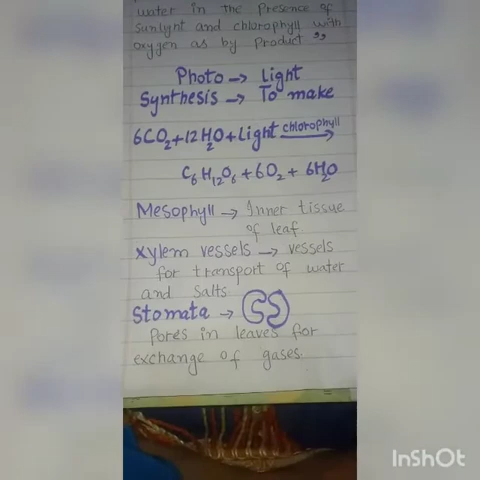 water in the Presence of
Sunlight and chlorophyll with
oxygen as by Product "
Photo → Light
Synthesis → To make
6CO₂+12H₂O+Light chlorophyll→
C₆H₁₂O₆+6O₂+6H₂O
Mesophyll → Inner tissue
of leaf
Xylem vessels → vessels
for transport of water
and salts
Stomata →
Pores in leaves for
exchange of gases.
InShOt